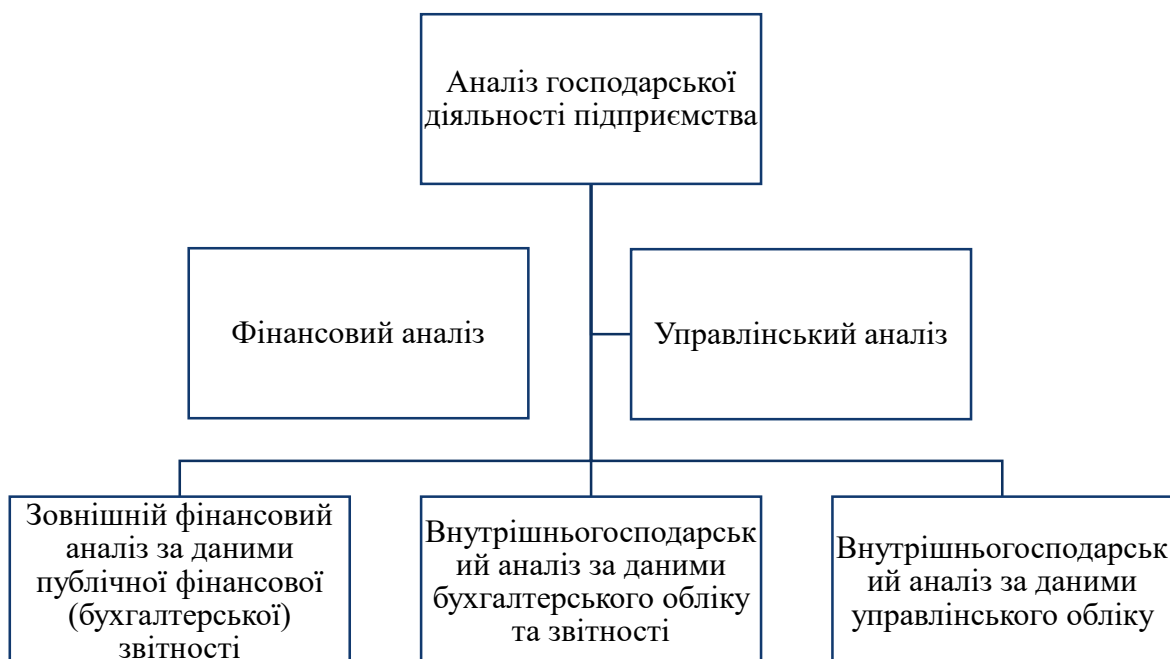 Аналіз господарської
діяльності підприємства
Фінансовий аналіз
Управлінський аналіз
Зовнішній фінансовий
аналіз за даними
публічної фінансової
(бухгалтерської)
звітності
Внутрішньогосподарськ
ий аналіз за даними
бухгалтерського обліку
та звітності
Внутрішньогосподарськ
ий аналіз за даними
управлінського обліку